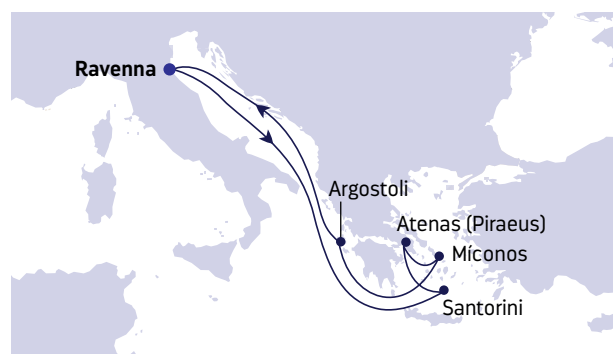 Ravenna
Argostoli
Atenas (Piraeus)
Míconos
Santorini